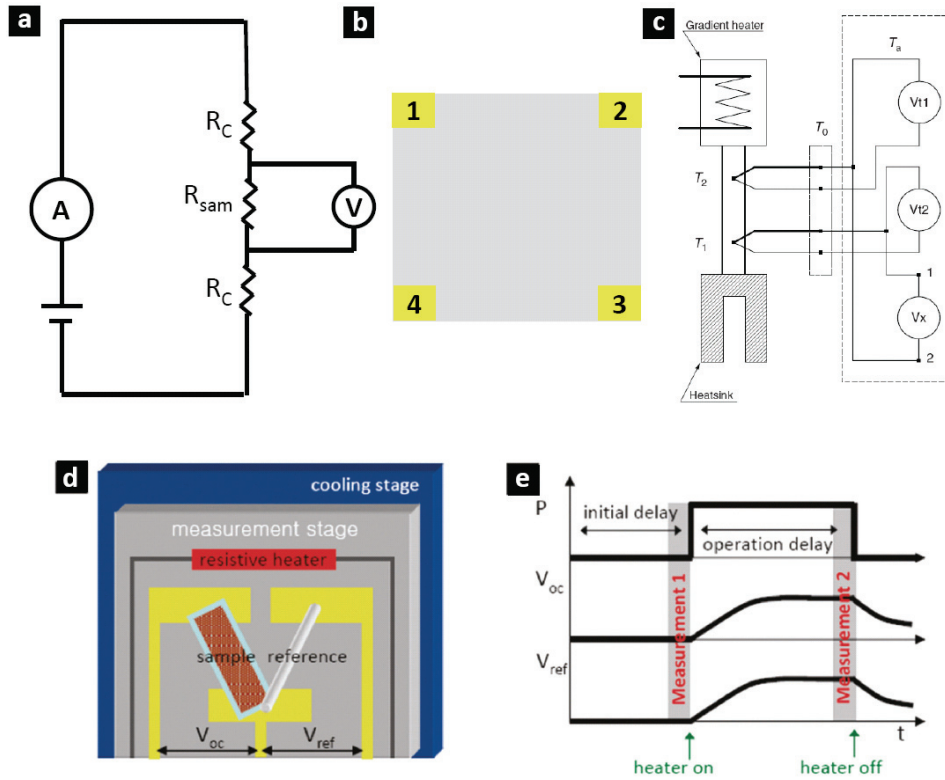 a
A
R_C
R_sam
R_C
V
b
1
2
4
3
c
Gradient heater
T_a
Vt1
T_0
T_2
Vt2
T_1
1
Vx
2
Heatsink
d
cooling stage
measurement stage
resistive heater
sample reference
V_oc
V_ref
e
P
initial delay
operation delay
V_oc
V_ref
Measurement 1
Measurement 2
t
heater on
heater off